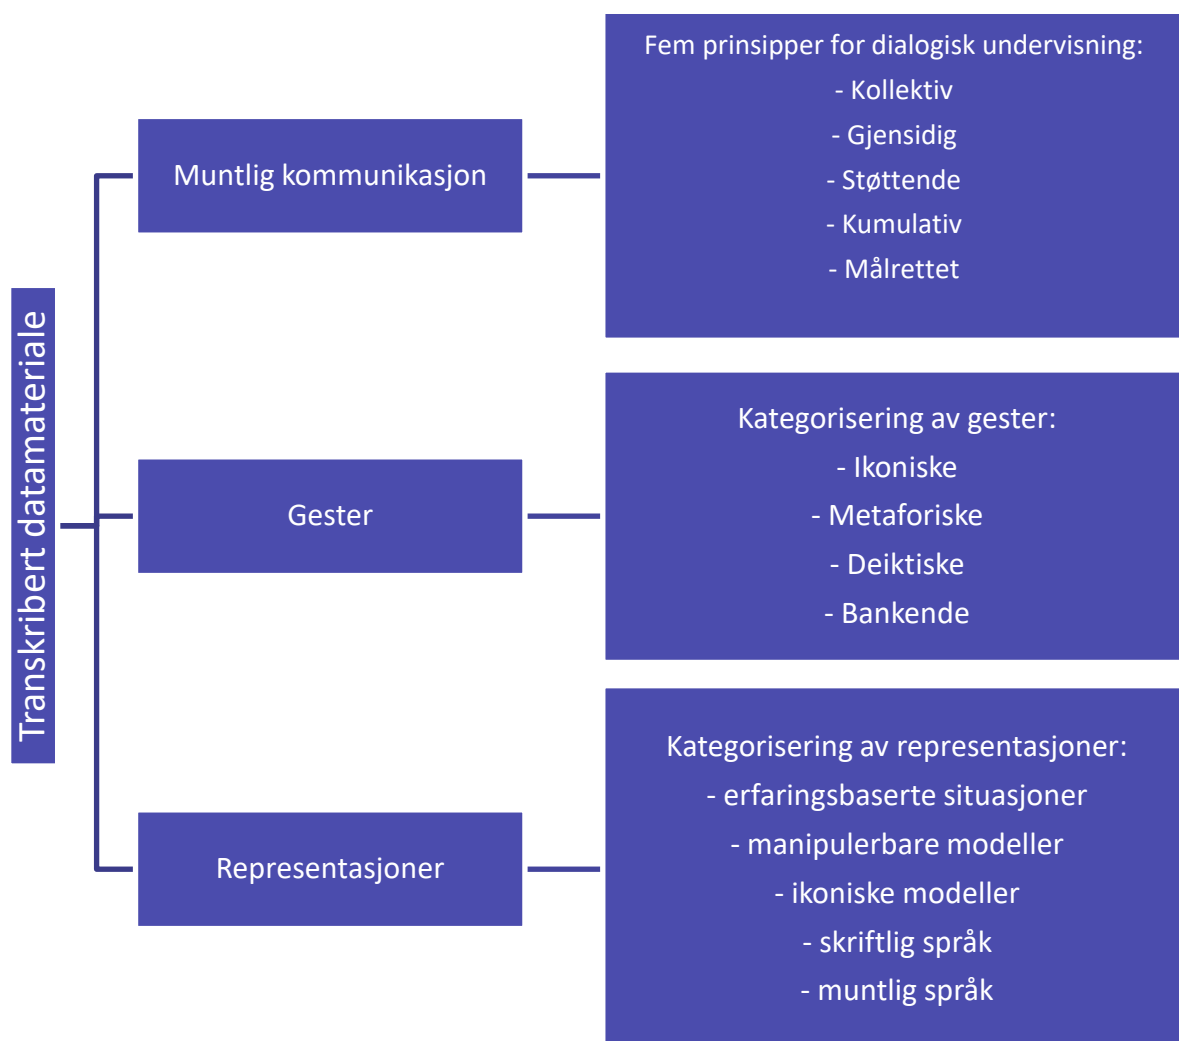 Transkribert datamateriale
Muntlig kommunikasjon
Fem prinsipper for dialogisk undervisning:
- Kollektiv
- Gjensidig
- Støttende
- Kumulativ
- Målrettet
Gester
Kategorisering av gester:
- Ikoniske
- Metaforiske
- Deiktiske
- Bankende
Representasjoner
Kategorisering av representasjoner:
- erfaringsbaserte situasjoner
- manipulerbare modeller
- ikoniske modeller
- skriftlig språk
- muntlig språk